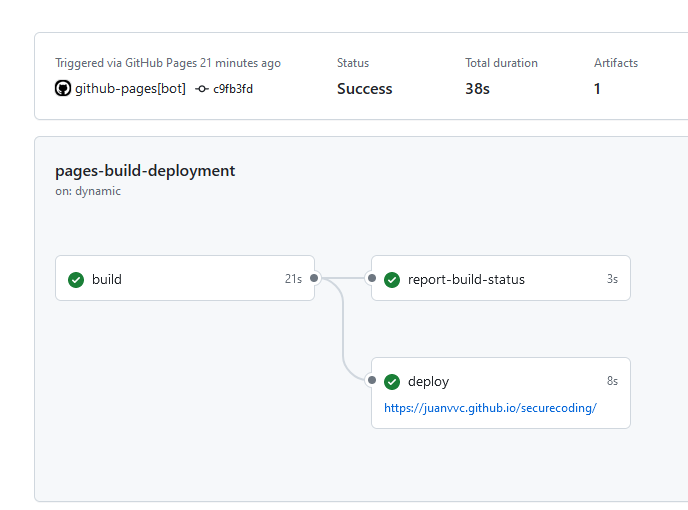 Triggered via GitHub Pages 21 minutes ago
github-pages[bot] c9fb3fd
Status
Success
Total duration
38s
Artifacts
1
pages-build-deployment
on: dynamic
build 21s
report-build-status 3s
deploy 8s
https://juanvvc.github.io/securecoding/